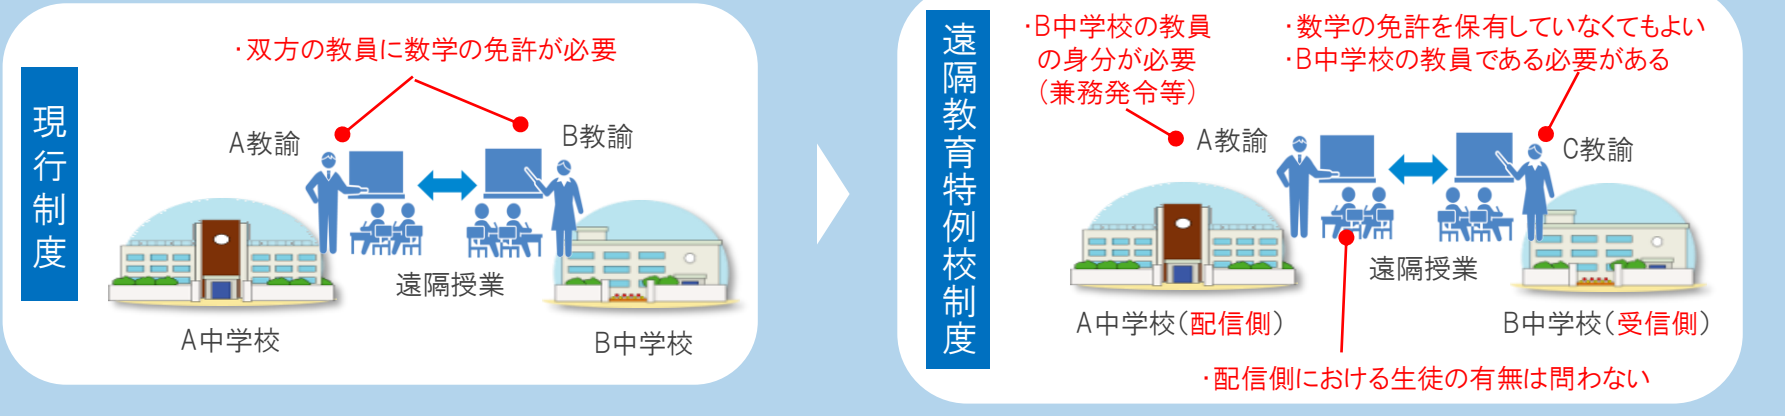 現行制度
・双方の教員に数学の免許が必要
A教諭
B教諭
遠隔授業
A中学校
B中学校
遠隔教育特例校制度
・B中学校の教員
の身分が必要
（兼務発令等）
・数学の免許を保有していなくてもよい
・B中学校の教員である必要がある
A教諭
C教諭
遠隔授業
A中学校（配信側）
B中学校（受信側）
・配信側における生徒の有無は問わない